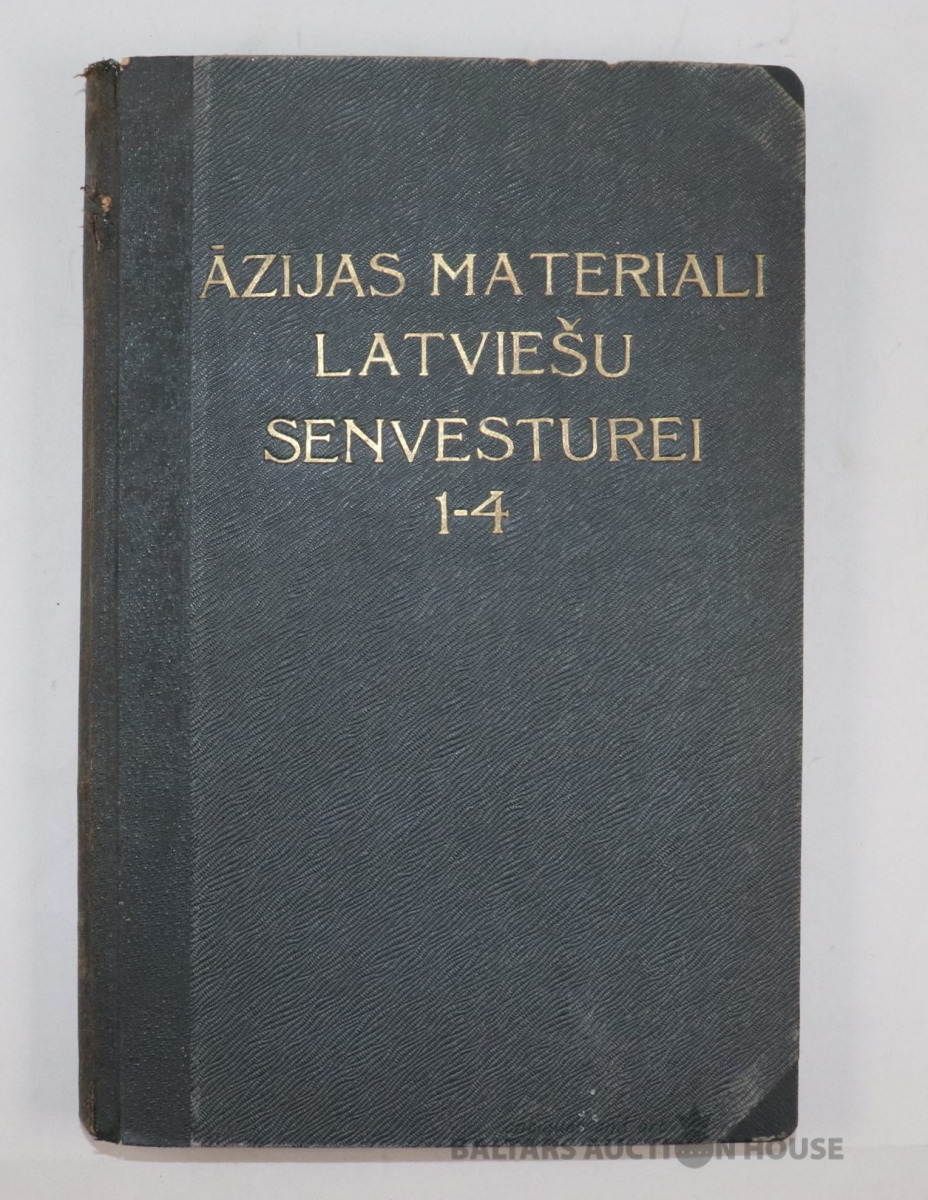 ĀZIJAS MATERIALI
LATVIEŠU
SENVĒSTUREI
1-4
BALTARS AUCTION HOUSE